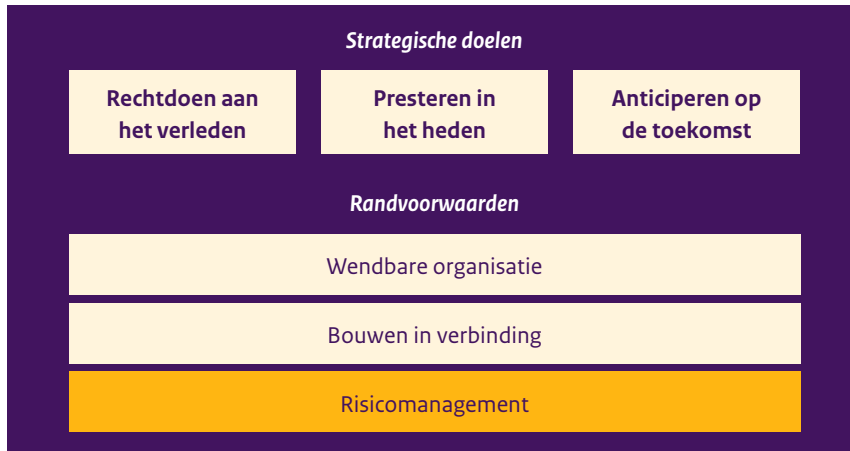 Strategische doelen
Rechtdoen aan
het verleden
Presteren in
het heden
Anticiperen op
de toekomst
Randvoorwaarden
Wendbare organisatie
Bouwen in verbinding
Risicomanagement